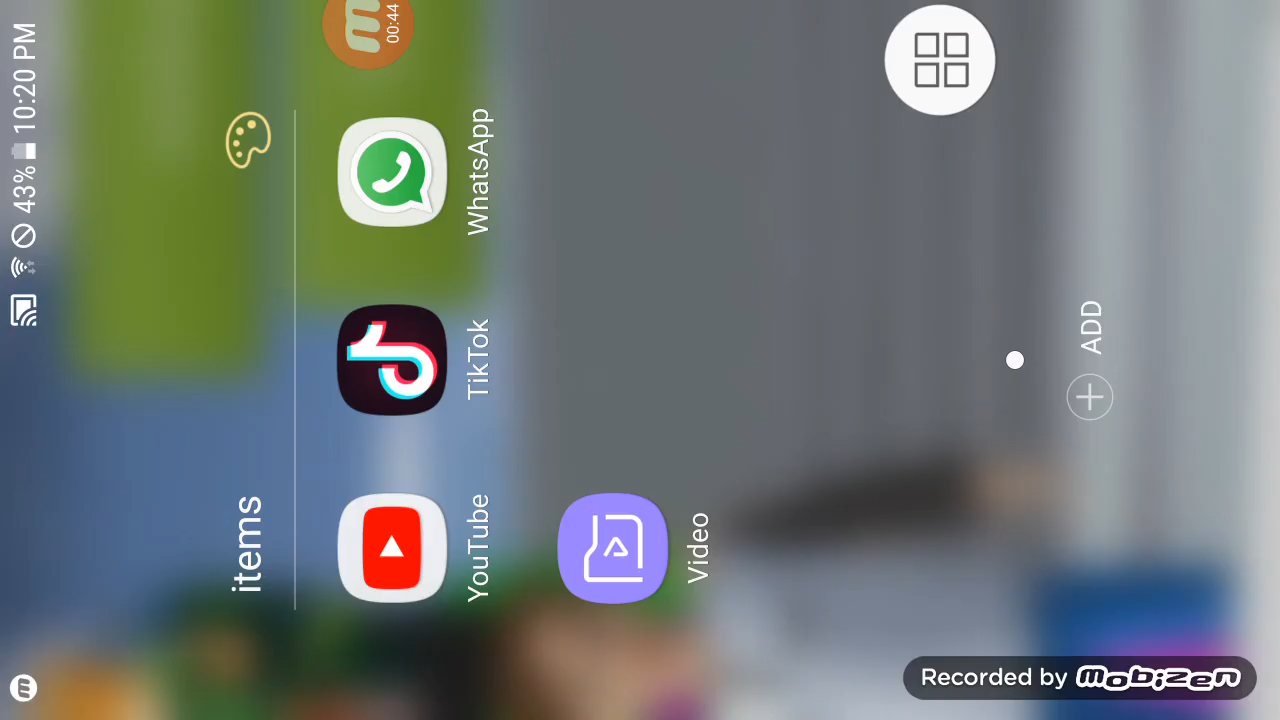 43% 10:20 PM
00:44
items
YouTube
TikTok
WhatsApp
Video
ADD
Recorded by mobizen